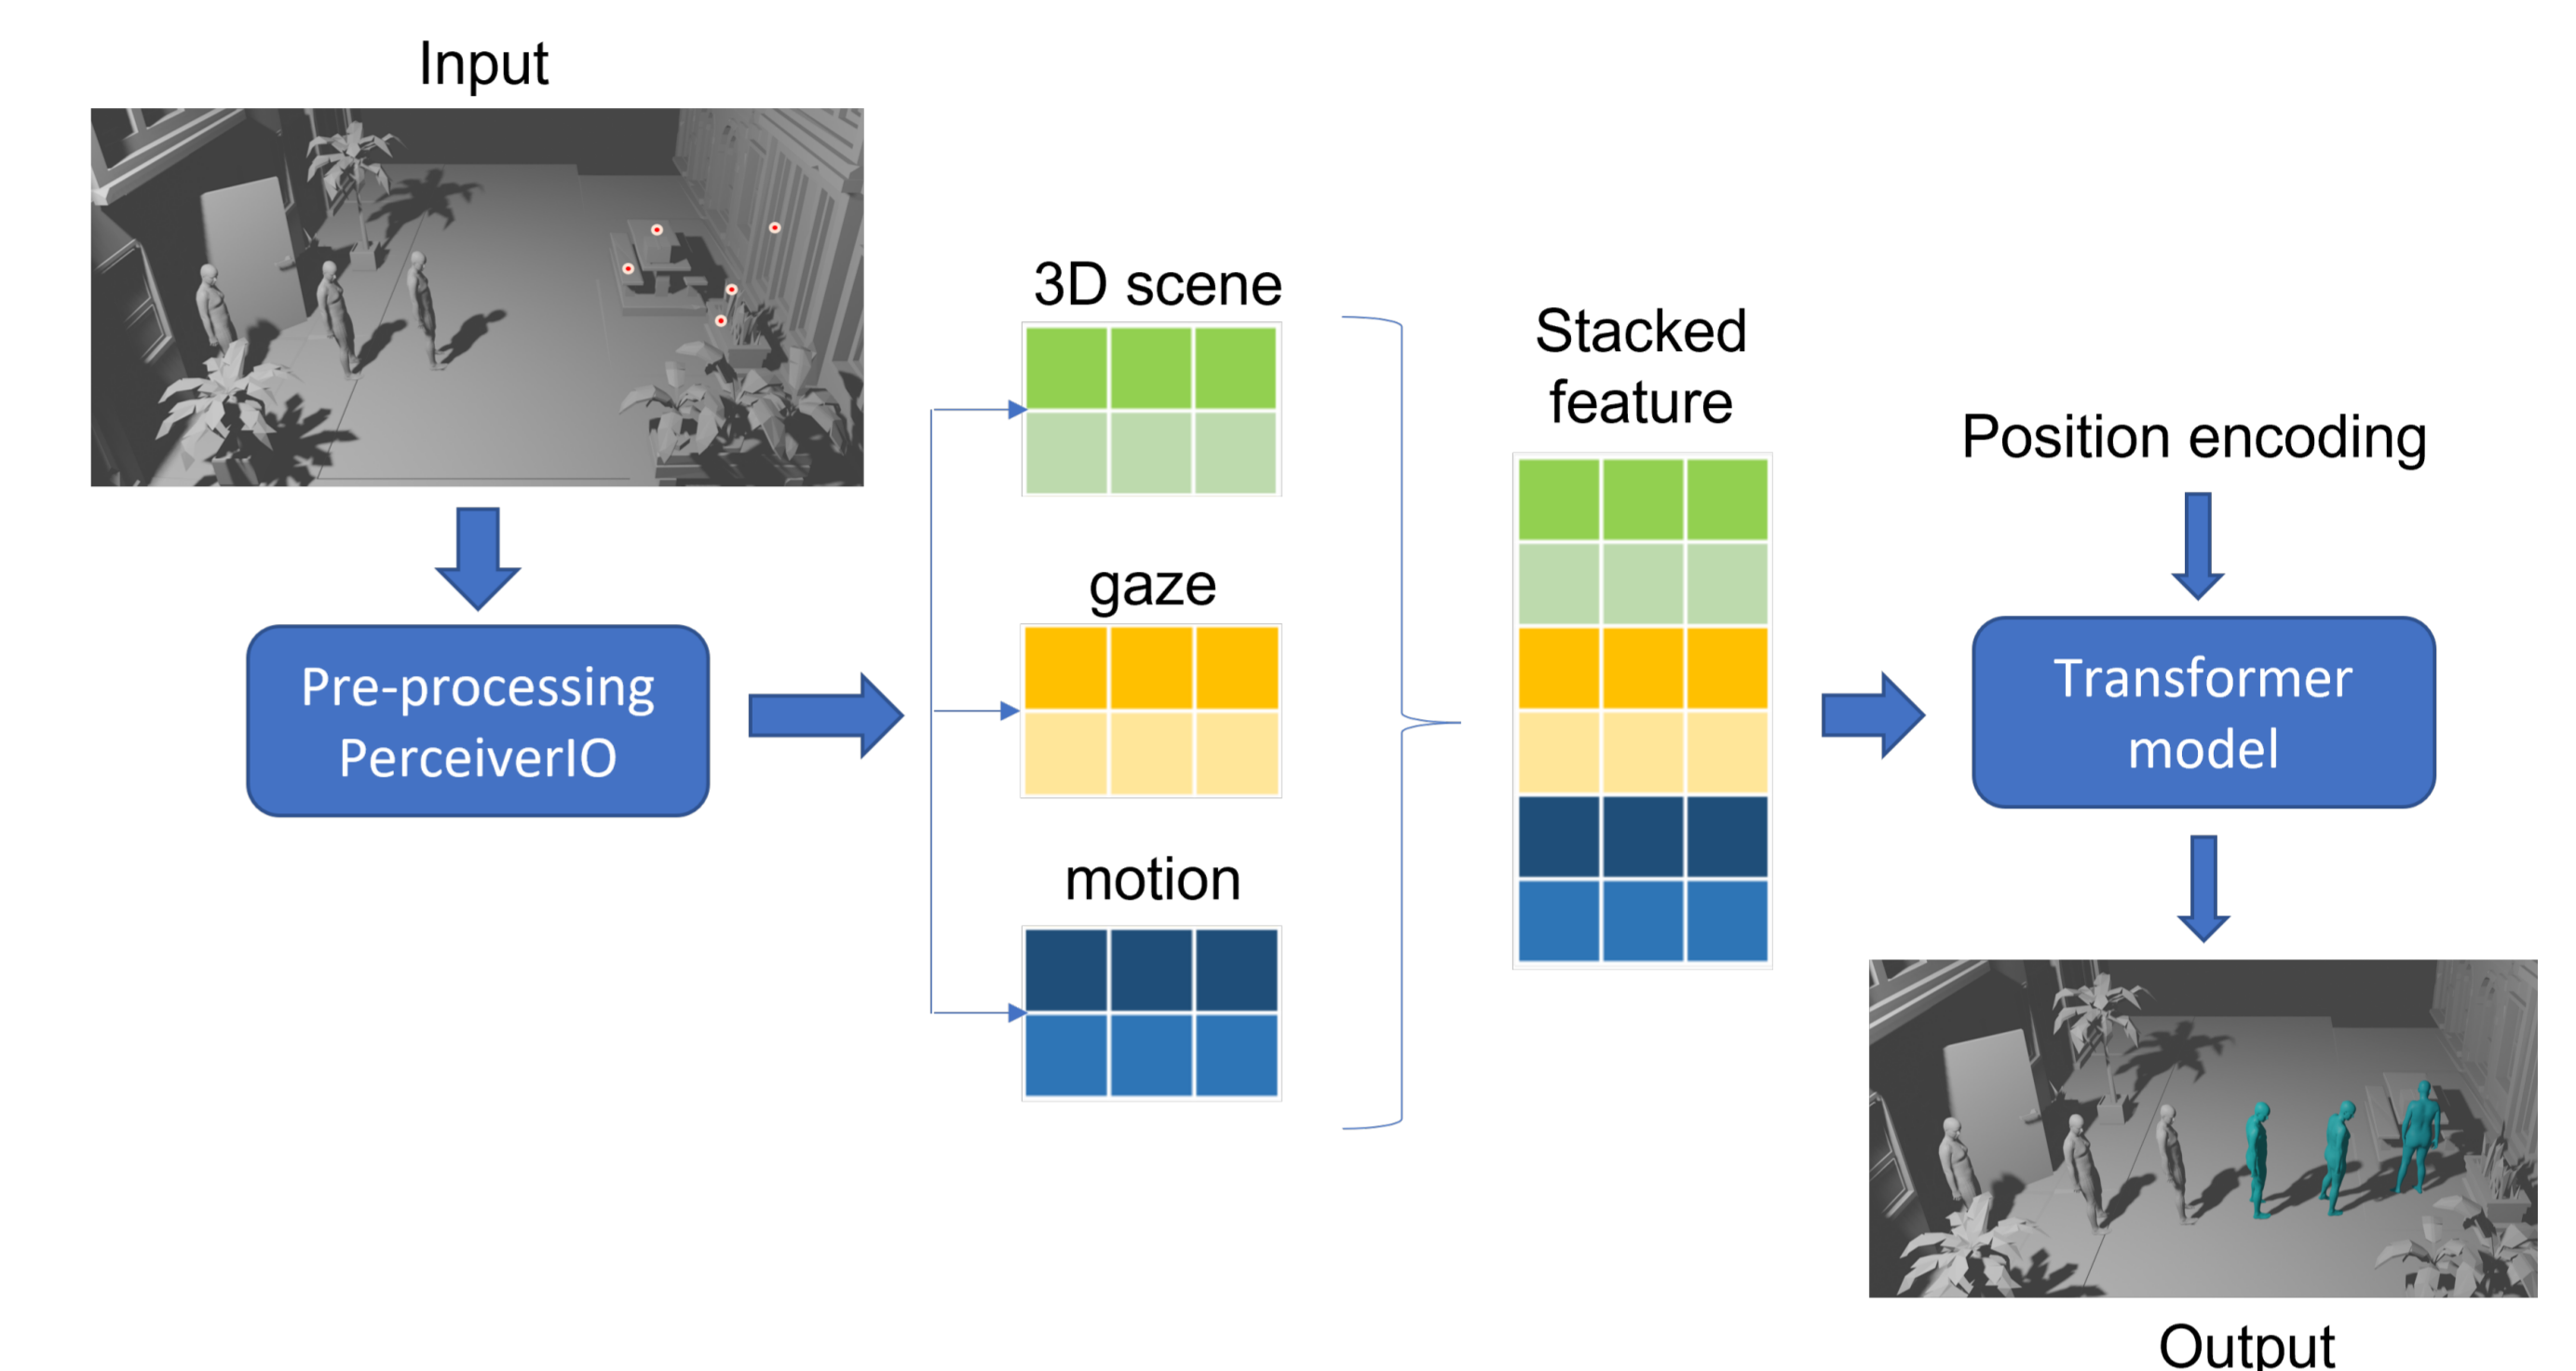 Input
Pre-processing
PerceiverIO
3D scene
gaze
motion
Stacked
feature
Position encoding
Transformer
model
Output